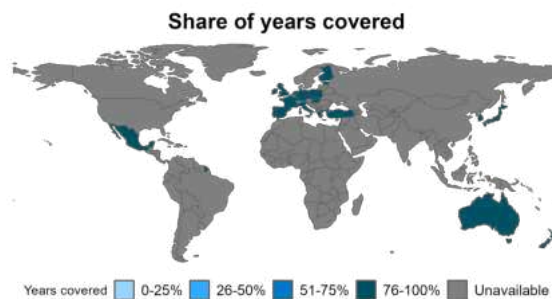 Share of years covered
Years covered 0-25% 26-50% 51-75% 76-100% Unavailable